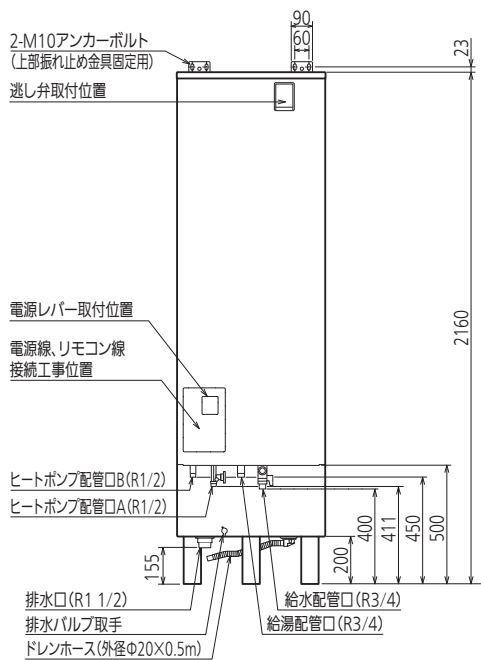 90
60
23
2-M10アンカーボルト
(上部振れ止め金具固定用)
逃し弁取付位置
2160
電源レバー取付位置
電源線、リモコン線
接続工事位置
ヒートポンプ配管口B(R1/2)
ヒートポンプ配管口A(R1/2)
155
200
400
411
450
500
排水口(R1 1/2)
排水バルブ取手
ドレンホース(外径Φ20×0.5m)
給水配管口(R3/4)
給湯配管口(R3/4)